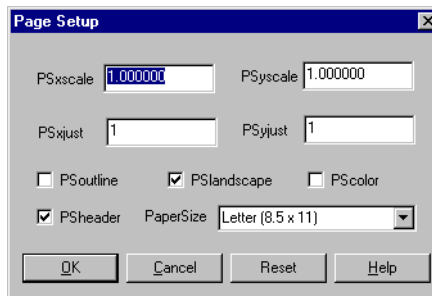 Page Setup
PSxscale 1.000000 PSyscale 1.000000
PSxjust 1 PSyjust 1
PSoutline PSlandscape PScolor
PSheader PaperSize Letter (8.5 x 11)
OK Cancel Reset Help